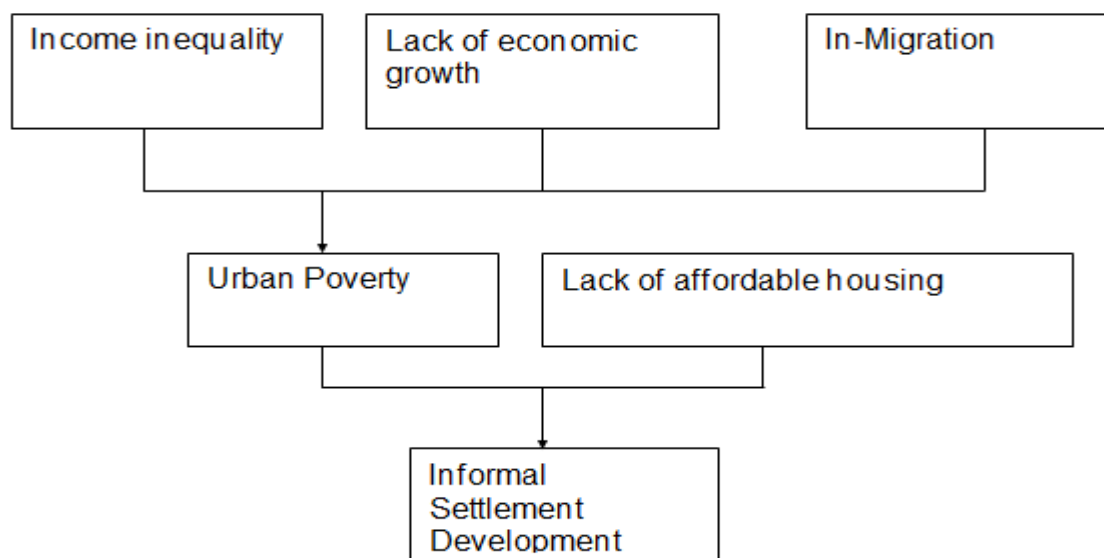 Income inequality
Lack of economic
growth
In-Migration
Urban Poverty
Lack of affordable housing
Informal
Settlement
Development